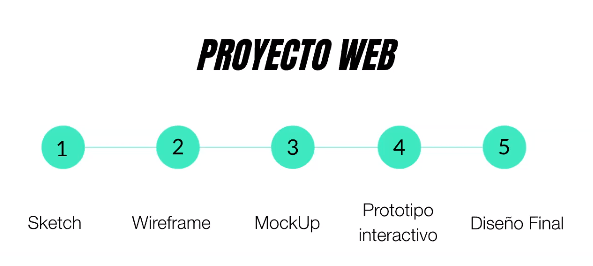 PROYECTO WEB
1 2 3 4 5
Sketch Wireframe MockUp Prototipo interactivo Diseño Final